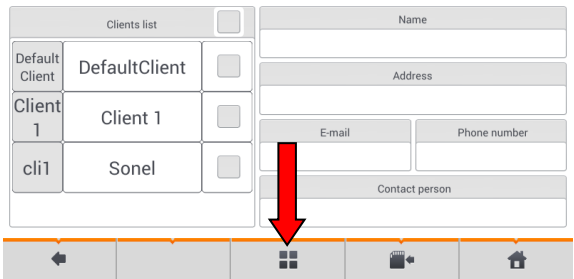 Clients list
Default
Client
DefaultClient
Client
1
Client 1
cli1
Sonel
Name
Address
E-mail
Phone number
Contact person